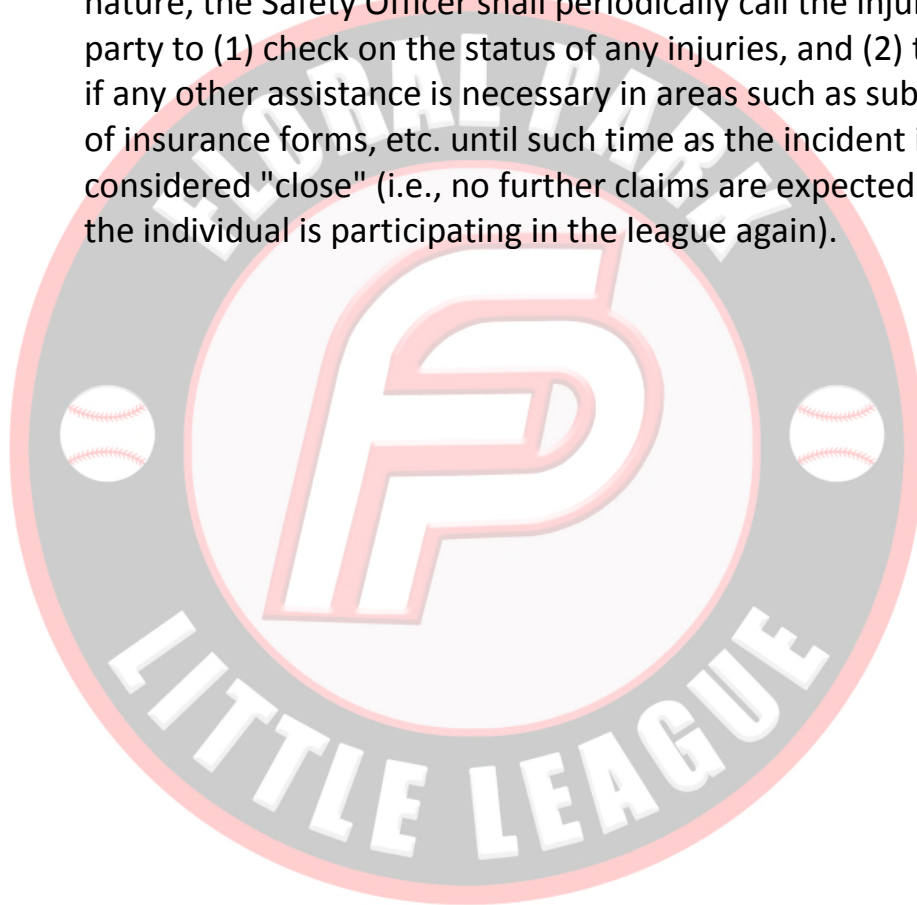 nature, the Safety Officer shall periodically call the
party to (1) check on the status of any injuries, and (2)
if any other assistance is necessary in areas such as
of insurance forms, etc. until such time as the incident
considered "close" (i.e., no further claims are expected
the individual is participating in the league again).
FLORAL PARK
FP
LITTLE LEAGUE